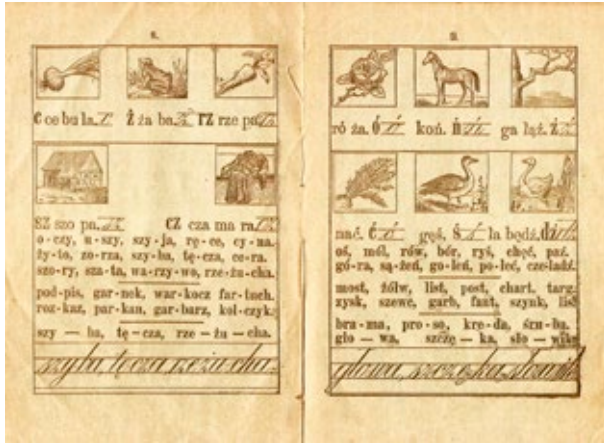 8.
C ce bu la. Ż ża ba. rz rze pa.
SZ szo pa. CZ cza ma ra
o-czy, u-szy, szy-ja, rę-ce, cy-na.
ży-to, zo-rza, szy-ba, tę-cza, ce-ra.
szo-ry, sza-ta, wa-rzy-wo, rze-żu-cha.
pod-pis, gar-nek, war-kocz far-tuch.
roz-kaz, par-kan, gar-barz, kol-czyk.
szy — ba, tę — cza, rze — żu — cha.
szyba, tęcza, rzeżucha.
9.
ró ża. Ó koń. ń ga łąź. ź
nać. ć gęś. ś ła będź. dź
oś, mól, rów, bór, ryś, chęć, paź.
gó-ra, są-żeń, go-leń, po-leć, cze-ladź.
most, żółw, list, post, chart, targ.
zysk, szewc, garb, fant, szynk, liść
bra-ma, pro-so, kre-da, śru-ba.
gło — wa, szczę — ka, sło — wik
głowa, szczęka, słowik